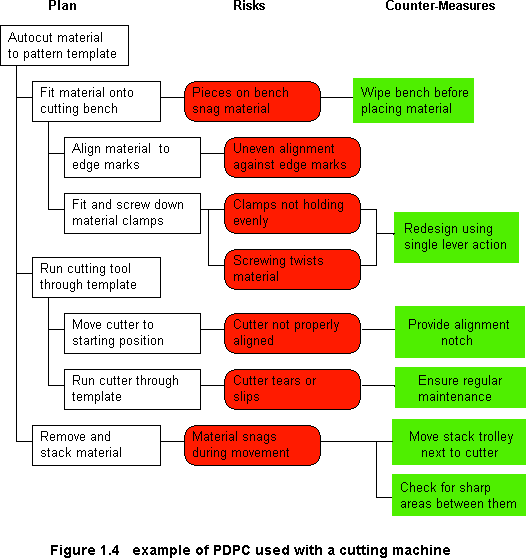 Plan
Risks
Counter-Measures
Autocut material
to pattern template
Fit material onto
cutting bench
Pieces on bench
snag material
Wipe bench before
placing material
Align material to
edge marks
Uneven alignment
against edge marks
Fit and screw down
material clamps
Clamps not holding
evenly
Redesign using
single lever action
Screwing twists
material
Run cutting tool
through template
Move cutter to
starting position
Cutter not properly
aligned
Provide alignment
notch
Run cutter through
template
Cutter tears or
slips
Ensure regular
maintenance
Remove and
stack material
Material snags
during movement
Move stack trolley
next to cutter
Check for sharp
areas between them
Figure 1.4 example of PDPC used with a cutting machine